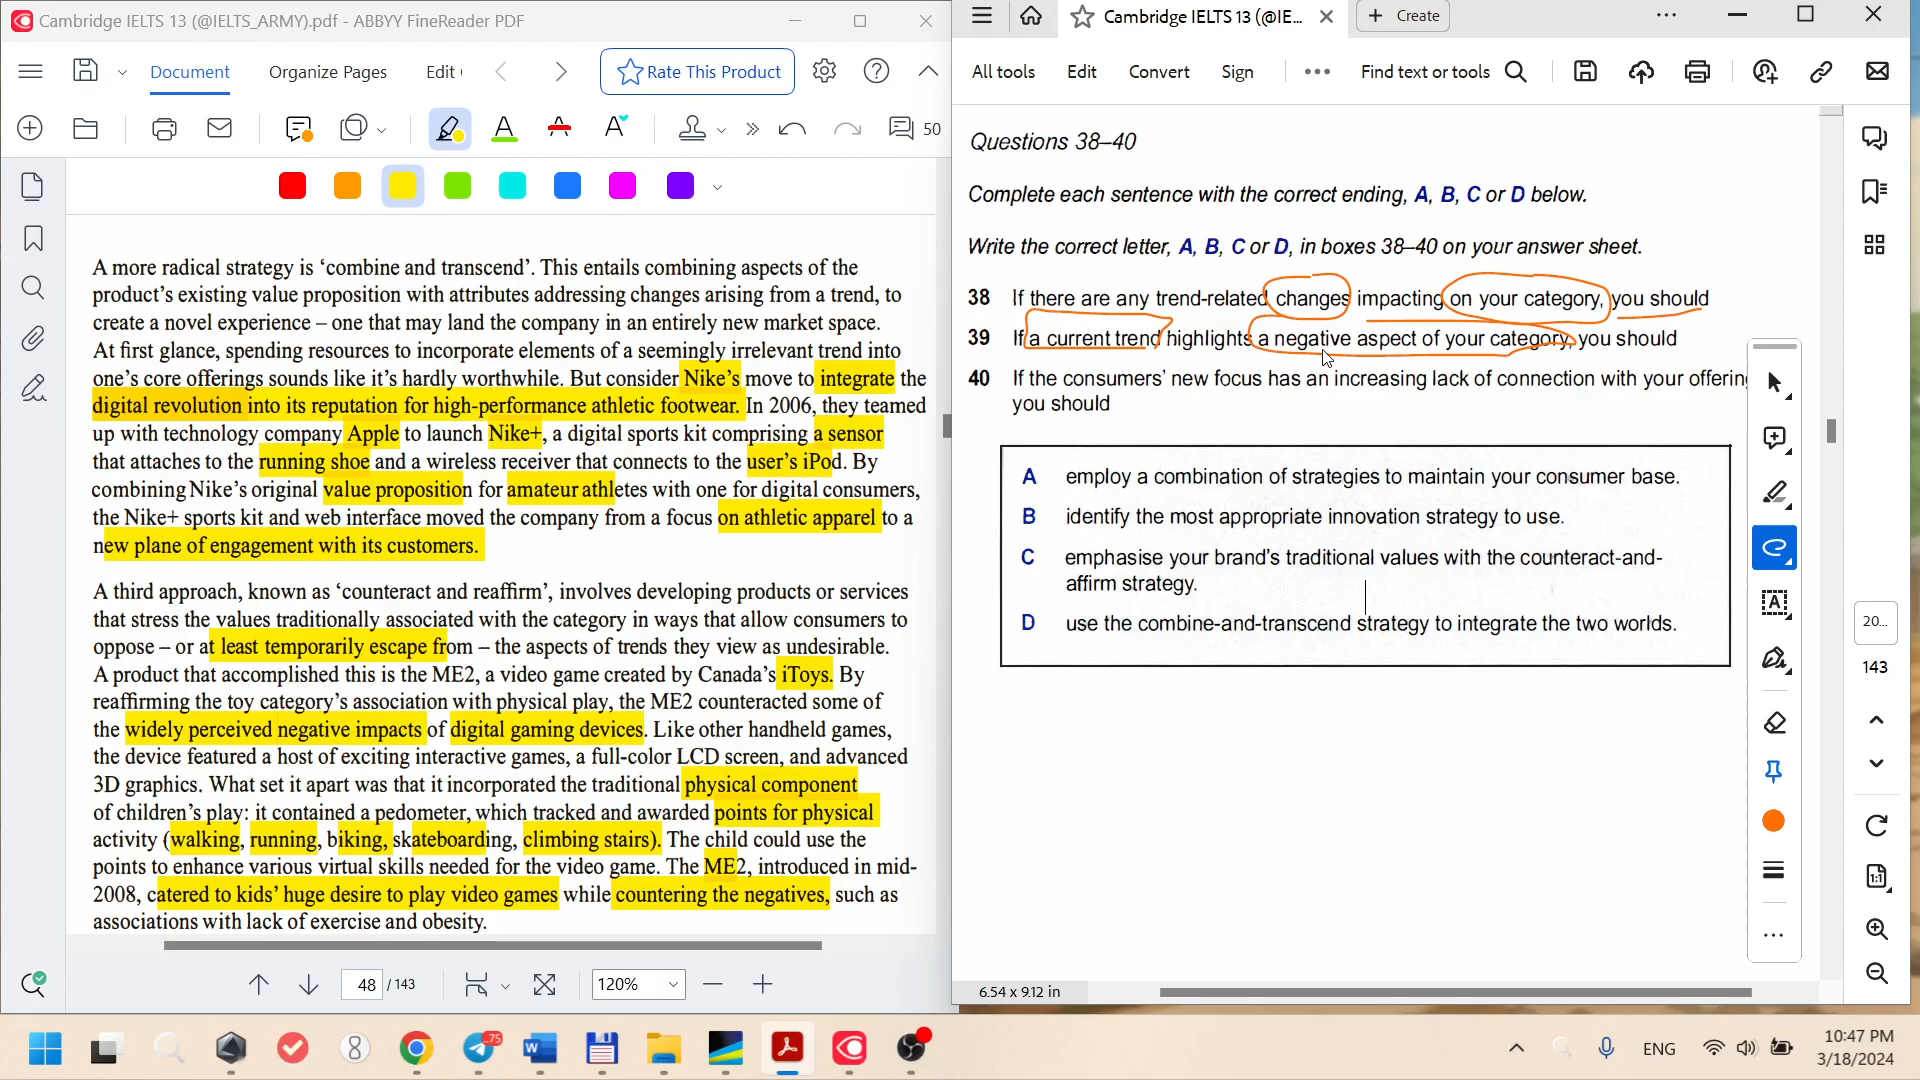 Cambridge IELTS 13 (@IELTS_ARMY).pdf - ABBYY FineReader PDF
Document
Organize Pages
Edit
Rate This Product
50
A more radical strategy is ‘combine and transcend’. This entails combining aspects of the
product’s existing value proposition with attributes addressing changes arising from a trend, to
create a novel experience – one that may land the company in an entirely new market space.
At first glance, spending resources to incorporate elements of a seemingly irrelevant trend into
one’s core offerings sounds like it’s hardly worthwhile. But consider Nike’s move to integrate the
digital revolution into its reputation for high-performance athletic footwear. In 2006, they teamed
up with technology company Apple to launch Nike+, a digital sports kit comprising a sensor
that attaches to the running shoe and a wireless receiver that connects to the user’s iPod. By
combining Nike’s original value proposition for amateur athletes with one for digital consumers,
the Nike+ sports kit and web interface moved the company from a focus on athletic apparel to a
new plane of engagement with its customers.
A third approach, known as ‘counteract and reaffirm’, involves developing products or services
that stress the values traditionally associated with the category in ways that allow consumers to
oppose – or at least temporarily escape from – the aspects of trends they view as undesirable.
A product that accomplished this is the ME2, a video game created by Canada’s iToys. By
reaffirming the toy category’s association with physical play, the ME2 counteracted some of
the widely perceived negative impacts of digital gaming devices. Like other handheld games,
the device featured a host of exciting interactive games, a full-color LCD screen, and advanced
3D graphics. What set it apart was that it incorporated the traditional physical component
of children’s play: it contained a pedometer, which tracked and awarded points for physical
activity (walking, running, biking, skateboarding, climbing stairs). The child could use the
points to enhance various virtual skills needed for the video game. The ME2, introduced in mid-
2008, catered to kids’ huge desire to play video games while countering the negatives, such as
associations with lack of exercise and obesity.
48 / 143
120%
Cambridge IELTS 13 (@IE...
Create
All tools
Edit
Convert
Sign
Find text or tools
Questions 38–40
Complete each sentence with the correct ending, A, B, C or D below.
Write the correct letter, A, B, C or D, in boxes 38–40 on your answer sheet.
38 If there are any trend-related changes impacting on your category, you should
39 If a current trend highlights a negative aspect of your category, you should
40 If the consumers’ new focus has an increasing lack of connection with your offering
you should
A employ a combination of strategies to maintain your consumer base.
B identify the most appropriate innovation strategy to use.
C emphasise your brand’s traditional values with the counteract-and-
affirm strategy.
D use the combine-and-transcend strategy to integrate the two worlds.
20...
143
1:1
6.54 x 9.12 in
75
ENG
10:47 PM
3/18/2024